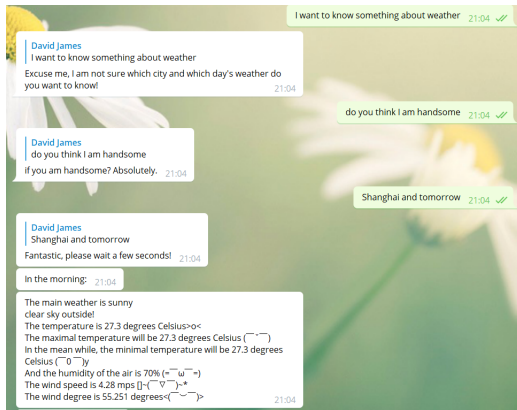 I want to know something about weather 21:04
David James
I want to know something about weather
Excuse me, I am not sure which city and which day's weather do
you want to know!
21:04
do you think I am handsome 21:04
David James
do you think I am handsome
if you am handsome? Absolutely. 21:04
Shanghai and tomorrow 21:04
David James
Shanghai and tomorrow
Fantastic, please wait a few seconds! 21:04
In the morning: 21:04
The main weather is sunny
clear sky outside!
The temperature is 27.3 degrees Celsius>o<
The maximal temperature will be 27.3 degrees Celsius (￣ˇ￣)
In the mean while, the minimal temperature will be 27.3 degrees
Celsius (￣0 ￣)y
And the humidity of the air is 70% (=￣ω￣=)
The wind speed is 4.28 mps []~(￣▽￣)~*
The wind degree is 55.251 degrees<(￣︶￣)>
21:04